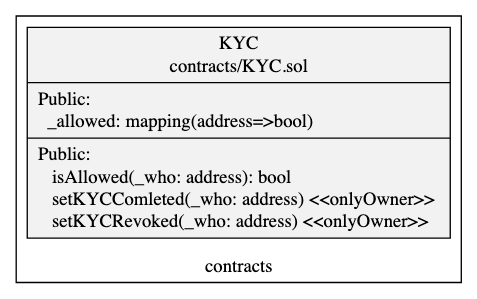 KYC
contracts/KYC.sol
Public:
_allowed: mapping(address=>bool)
Public:
isAllowed(_who: address): bool
setKYCComleted(_who: address) <<onlyOwner>>
setKYCRevoked(_who: address) <<onlyOwner>>
contracts